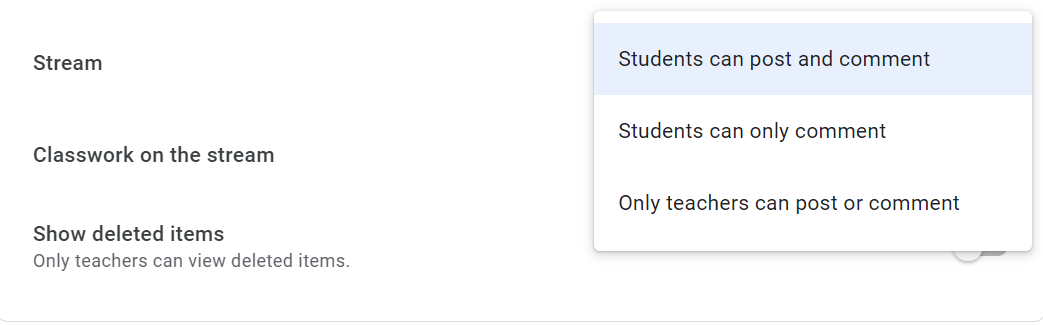 Stream
Students can post and comment
Students can only comment
Classwork on the stream
Only teachers can post or comment
Show deleted items
Only teachers can view deleted items.